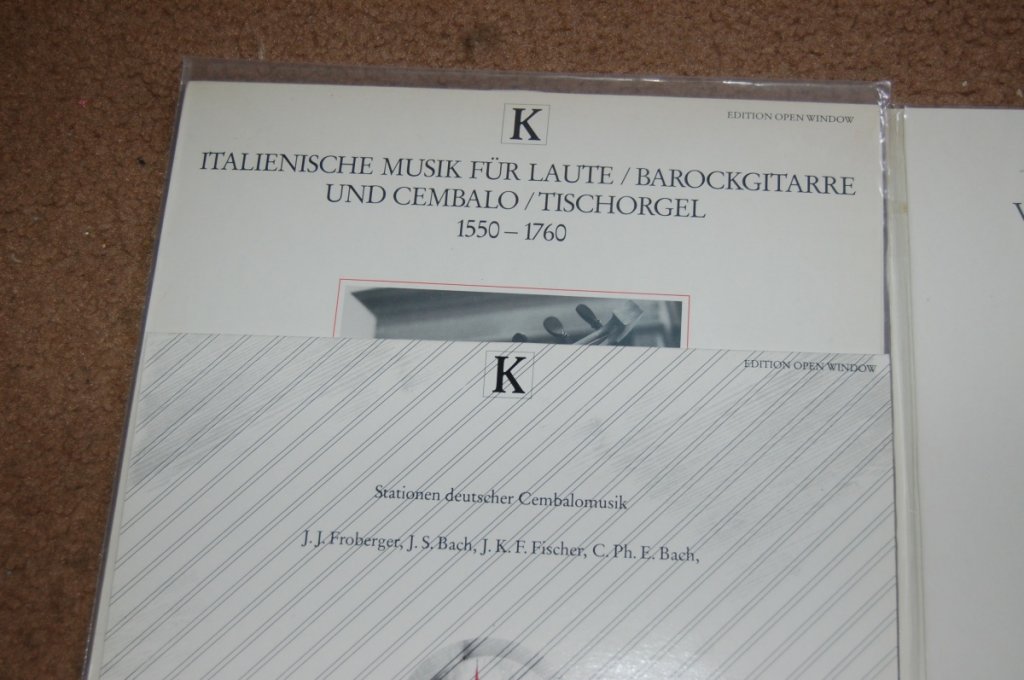 K
EDITION OPEN WINDOW
ITALIENISCHE MUSIK FÜR LAUTE / BAROCKGITARRE
UND CEMBALO / TISCHORGEL
1550 – 1760
K
EDITION OPEN WINDOW
Stationen deutscher Cembalomusik
J. J. Froberger, J. S. Bach, J. K. F. Fischer, C. Ph. E. Bach,